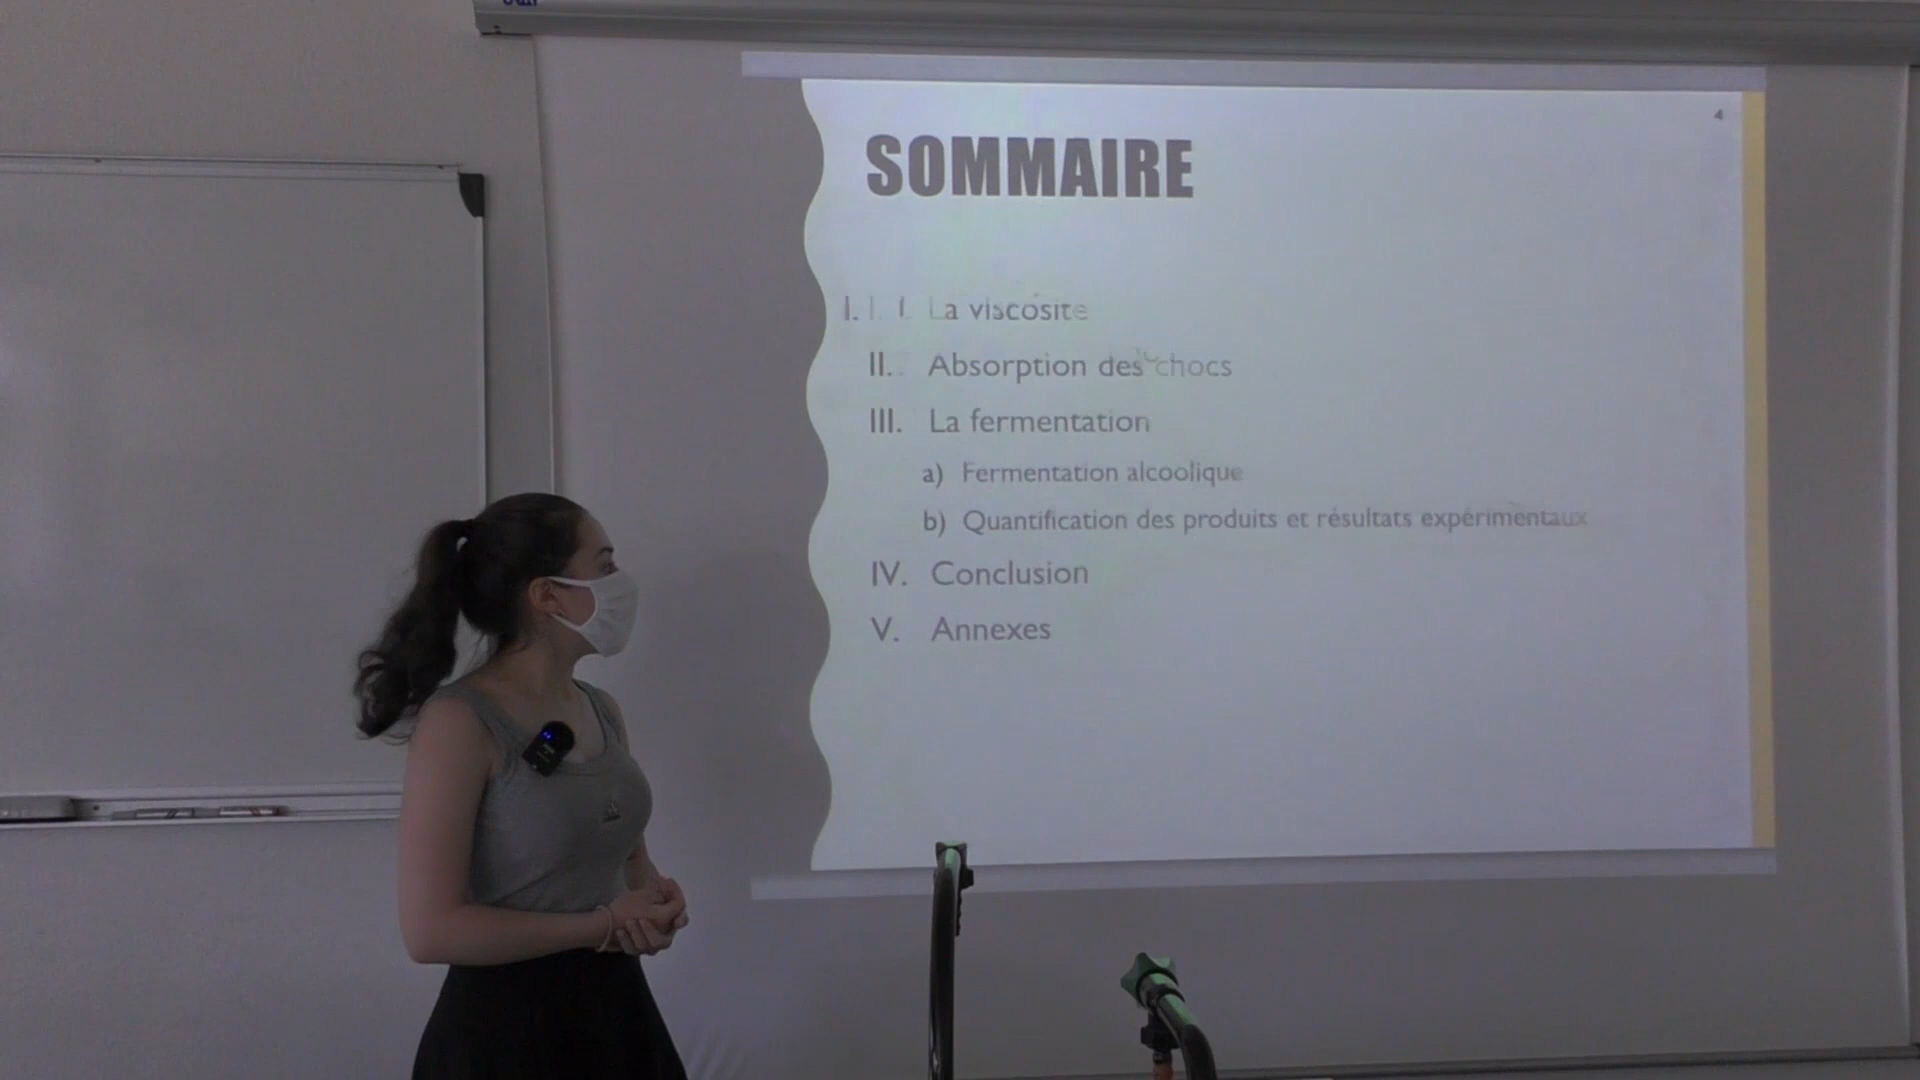 4
SOMMAIRE
I. I. I. La viscosite
II. Absorption des chocs
III. La fermentation
a) Fermentation alcoolique
b) Quantification des produits et résultats expérimentaux
IV. Conclusion
V. Annexes